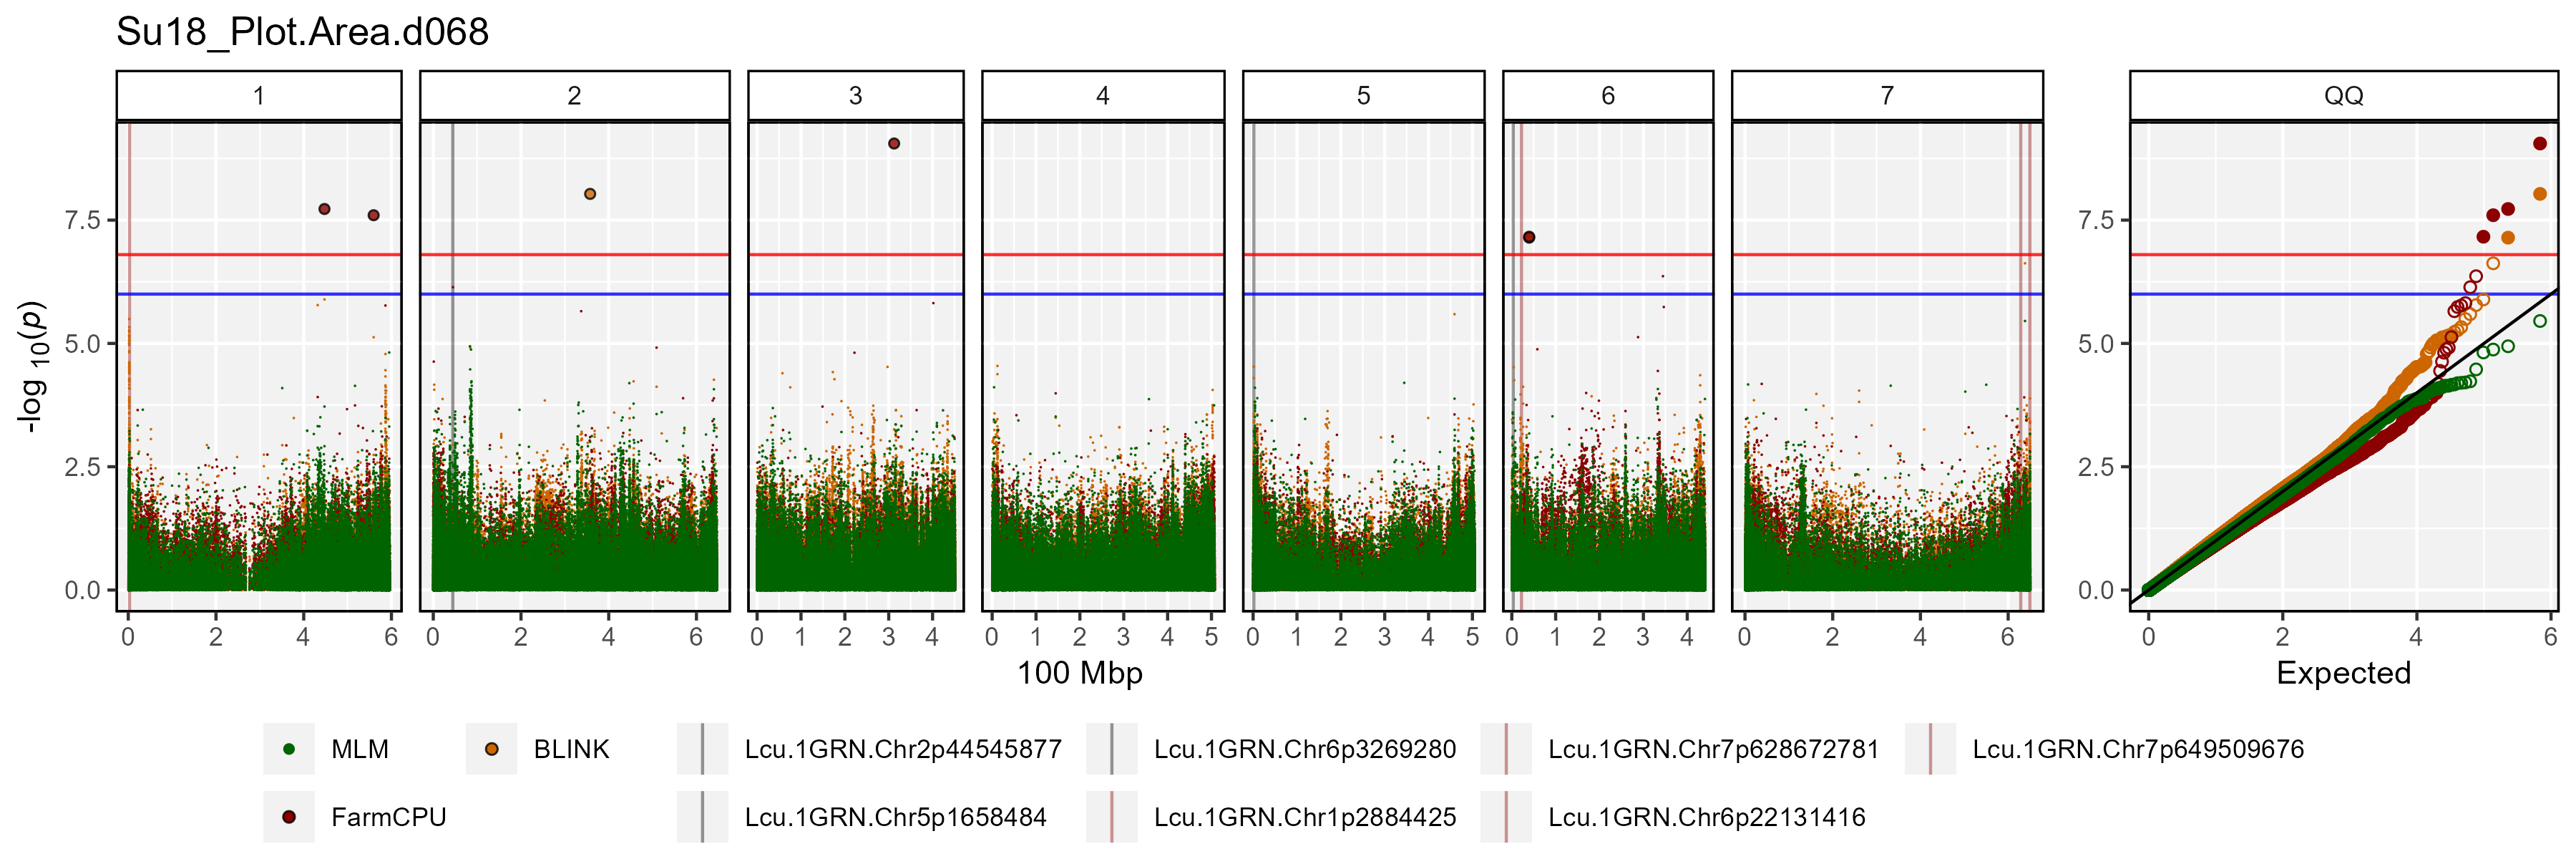 Su18_Plot.Area.d068
1 2 3 4 5 6 7 QQ
-log 10(p)
7.5 7.5
5.0 5.0
2.5 2.5
0.0 0.0
0 2 4 6 0 2 4 6 0 1 2 3 4 0 1 2 3 4 5 0 1 2 3 4 5 0 1 2 3 4 0 2 4 6 0 2 4 6
100 Mbp Expected
MLM BLINK Lcu.1GRN.Chr2p44545877 Lcu.1GRN.Chr6p3269280 Lcu.1GRN.Chr7p628672781 Lcu.1GRN.Chr7p649509676
FarmCPU Lcu.1GRN.Chr5p1658484 Lcu.1GRN.Chr1p2884425 Lcu.1GRN.Chr6p22131416